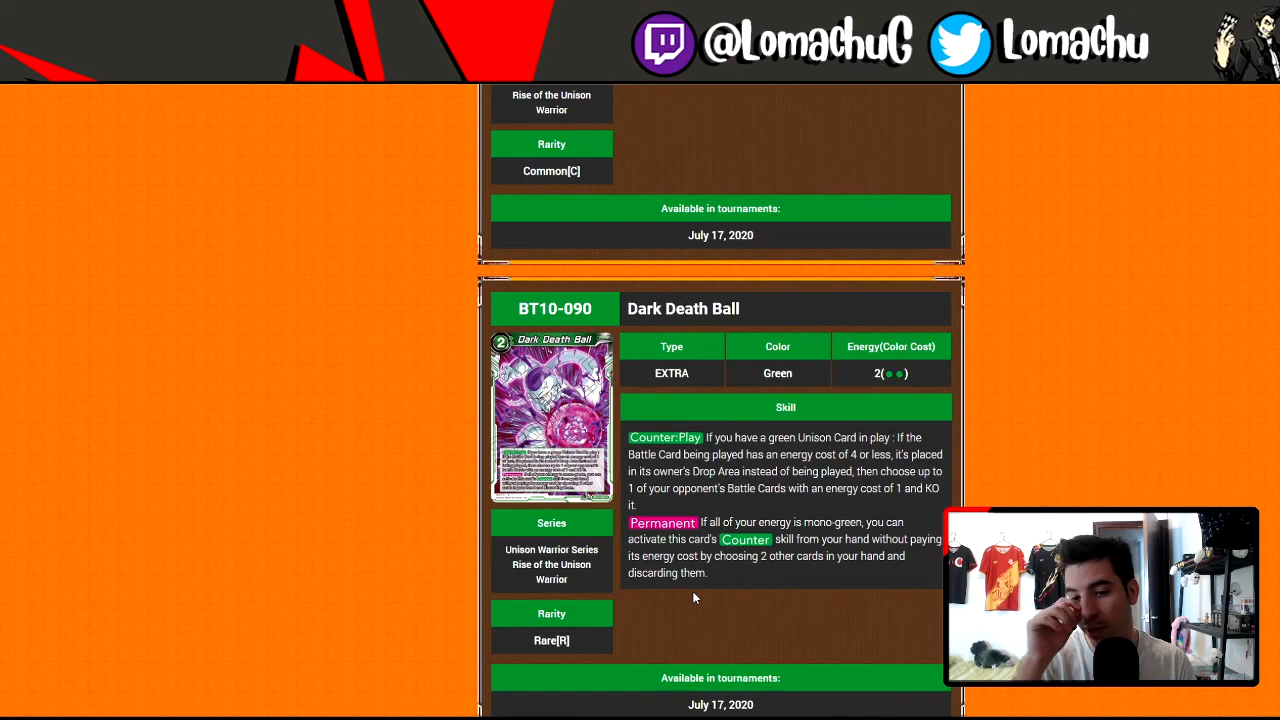 @LomachuG Lomachu
Rise of the Unison
Warrior
Rarity
Common[C]
Available in tournaments:
July 17, 2020
BT10-090 Dark Death Ball
2 Dark Death Ball
Type Color Energy(Color Cost)
EXTRA Green 2(●●)
Skill
Counter:Play If you have a green Unison Card in play : If the
Battle Card being played has an energy cost of 4 or less, it's placed
in its owner's Drop Area instead of being played, then choose up to
1 of your opponent's Battle Cards with an energy cost of 1 and KO
it.
Permanent If all of your energy is mono-green, you can
activate this card's Counter skill from your hand without paying
its energy cost by choosing 2 other cards in your hand and
discarding them.
Series
Unison Warrior Series
Rise of the Unison
Warrior
Rarity
Rare[R]
Available in tournaments:
July 17, 2020